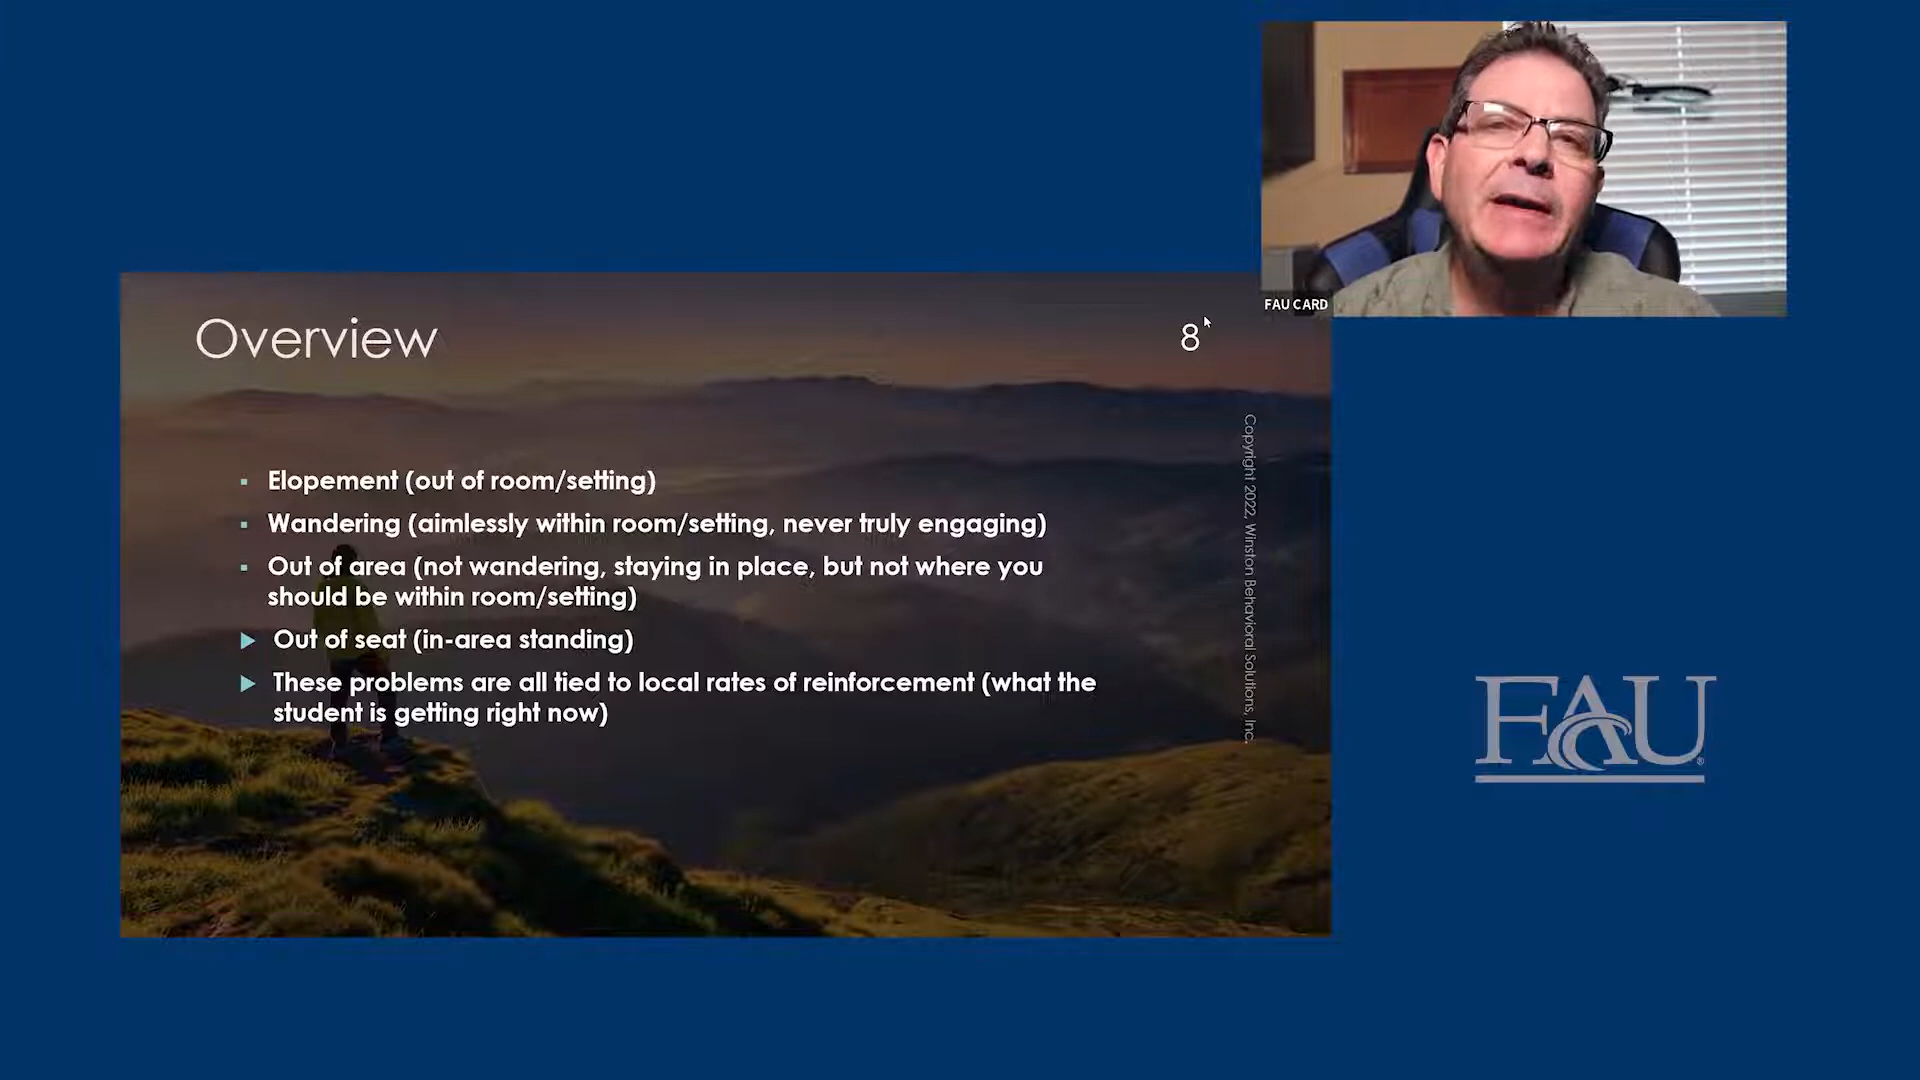 FAU CARD
Overview
8
Elopement (out of room/setting)
Wandering (aimlessly within room/setting, never truly engaging)
Out of area (not wandering, staying in place, but not where you
should be within room/setting)
Out of seat (in-area standing)
These problems are all tied to local rates of reinforcement (what the
student is getting right now)
Copyright 2022, Winston Behavioral Solutions, Inc.
FAU®